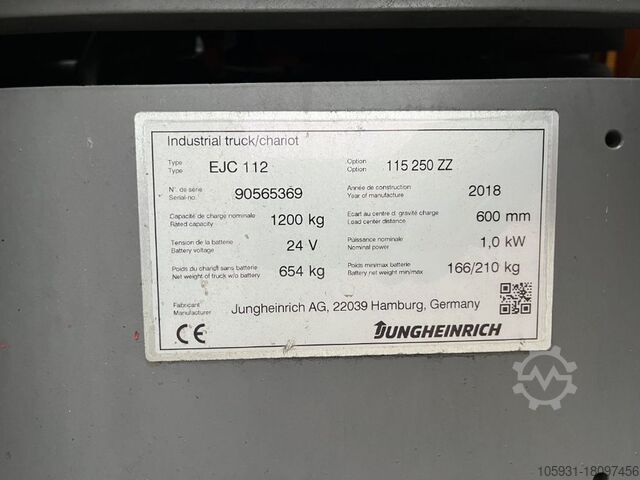 Industrial truck/chariot
Type EJC 112 Option 115 250 ZZ
Type Option
N°. de série 90565369 Année de construction 2018
Serial-no. Year of manufacture
Capacité de charge nominale 1200 kg Ecart au centre d. gravité charge 600 mm
Rated capacity Load center distance
Tension de la batterie 24 V Puissance nominale 1,0 kW
Battery voltage Nominal power
Poids du chariot sans batterie 654 kg Poids min/max batterie 166/210 kg
Net weight of truck w/o battery Battery net weight min/max
Fabricant Jungheinrich AG, 22039 Hamburg, Germany
Manufacturer
CE JUNGHEINRICH
105931-18097456